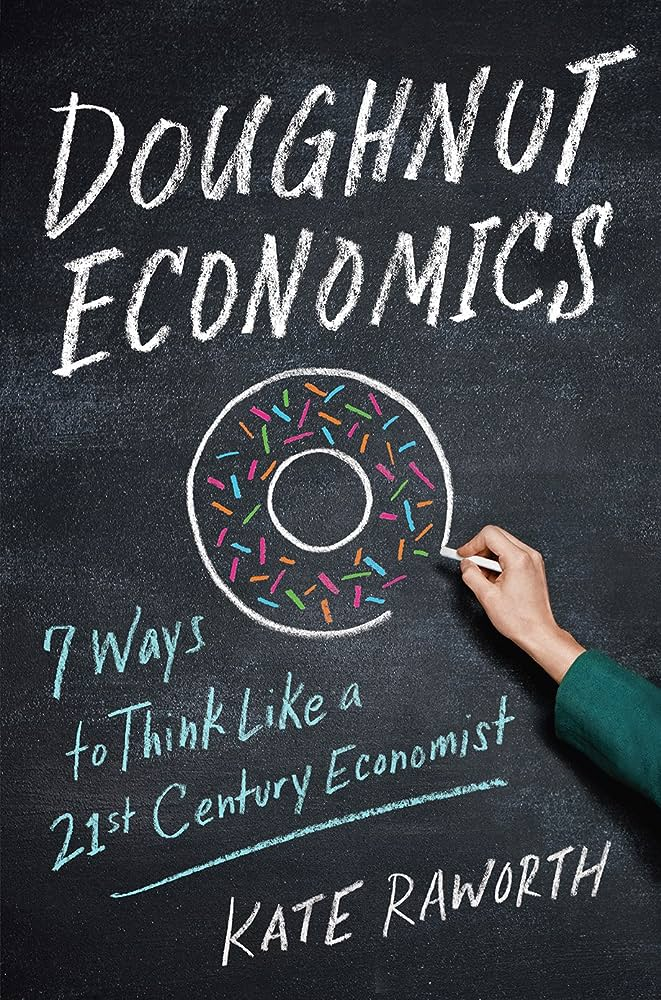 DOUGHNUT
ECONOMICS
7 Ways
to Think Like a
21st Century Economist
KATE RAWORTH